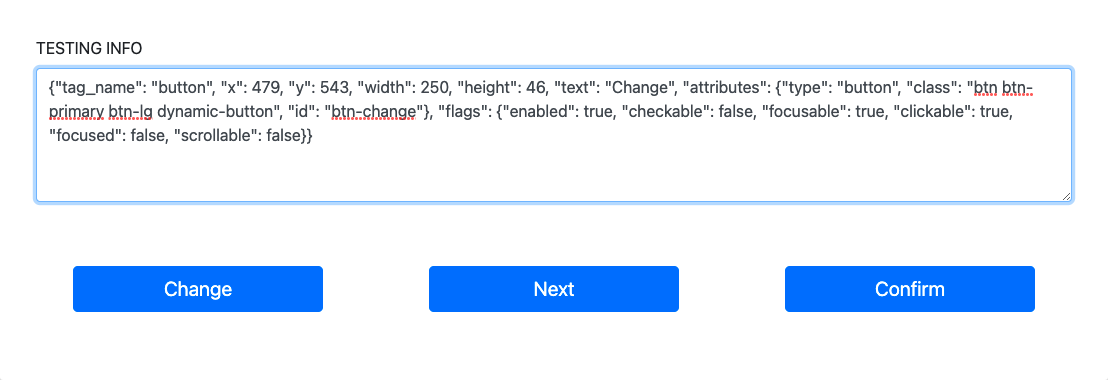 TESTING INFO
{"tag_name": "button", "x": 479, "y": 543, "width": 250, "height": 46, "text": "Change", "attributes": {"type": "button", "class": "btn btn-
primary btn-lg dynamic-button", "id": "btn-change"}, "flags": {"enabled": true, "checkable": false, "focusable": true, "clickable": true,
"focused": false, "scrollable": false}}
Change
Next
Confirm